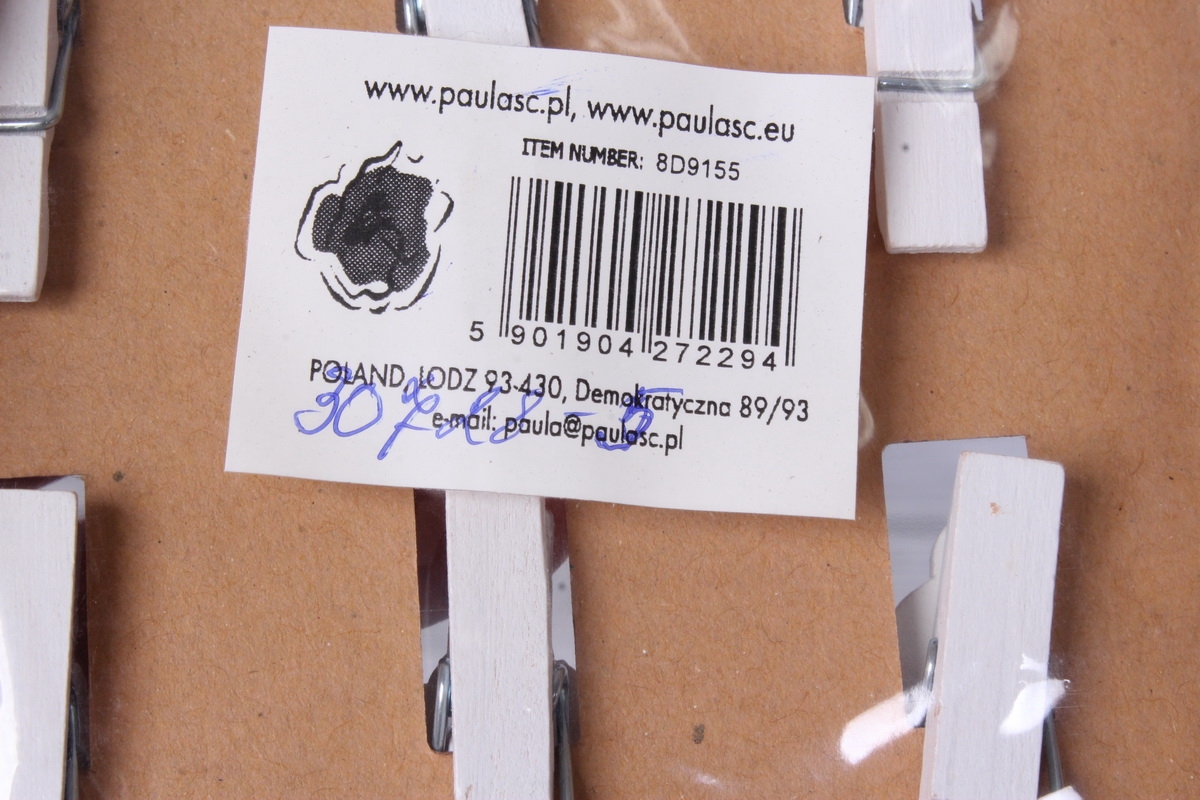 www.paulasc.pl, www.paulasc.eu
ITEM NUMBER: 8D9155
5 901904 272294
POLAND, ŁODZ 93-430, Demokratyczna 89/93
e-mail: paula@paulasc.pl